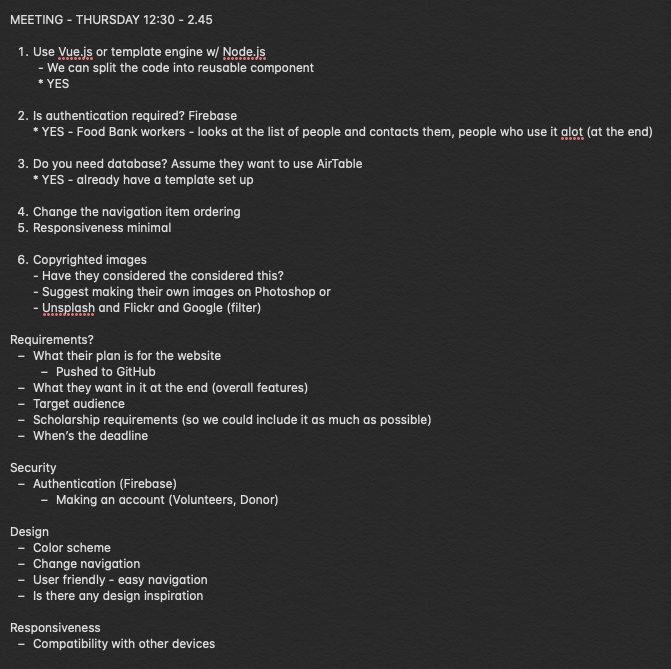 MEETING - THURSDAY 12:30 - 2.45
1. Use Vue.js or template engine w/ Node.js
- We can split the code into reusable component
* YES
2. Is authentication required? Firebase
* YES - Food Bank workers - looks at the list of people and contacts them, people who use it alot (at the end)
3. Do you need database? Assume they want to use AirTable
* YES - already have a template set up
4. Change the navigation item ordering
5. Responsiveness minimal
6. Copyrighted images
- Have they considered the considered this?
- Suggest making their own images on Photoshop or
- Unsplash and Flickr and Google (filter)
Requirements?
– What their plan is for the website
– Pushed to GitHub
– What they want in it at the end (overall features)
– Target audience
– Scholarship requirements (so we could include it as much as possible)
– When’s the deadline
Security
– Authentication (Firebase)
– Making an account (Volunteers, Donor)
Design
– Color scheme
– Change navigation
– User friendly - easy navigation
– Is there any design inspiration
Responsiveness
– Compatibility with other devices